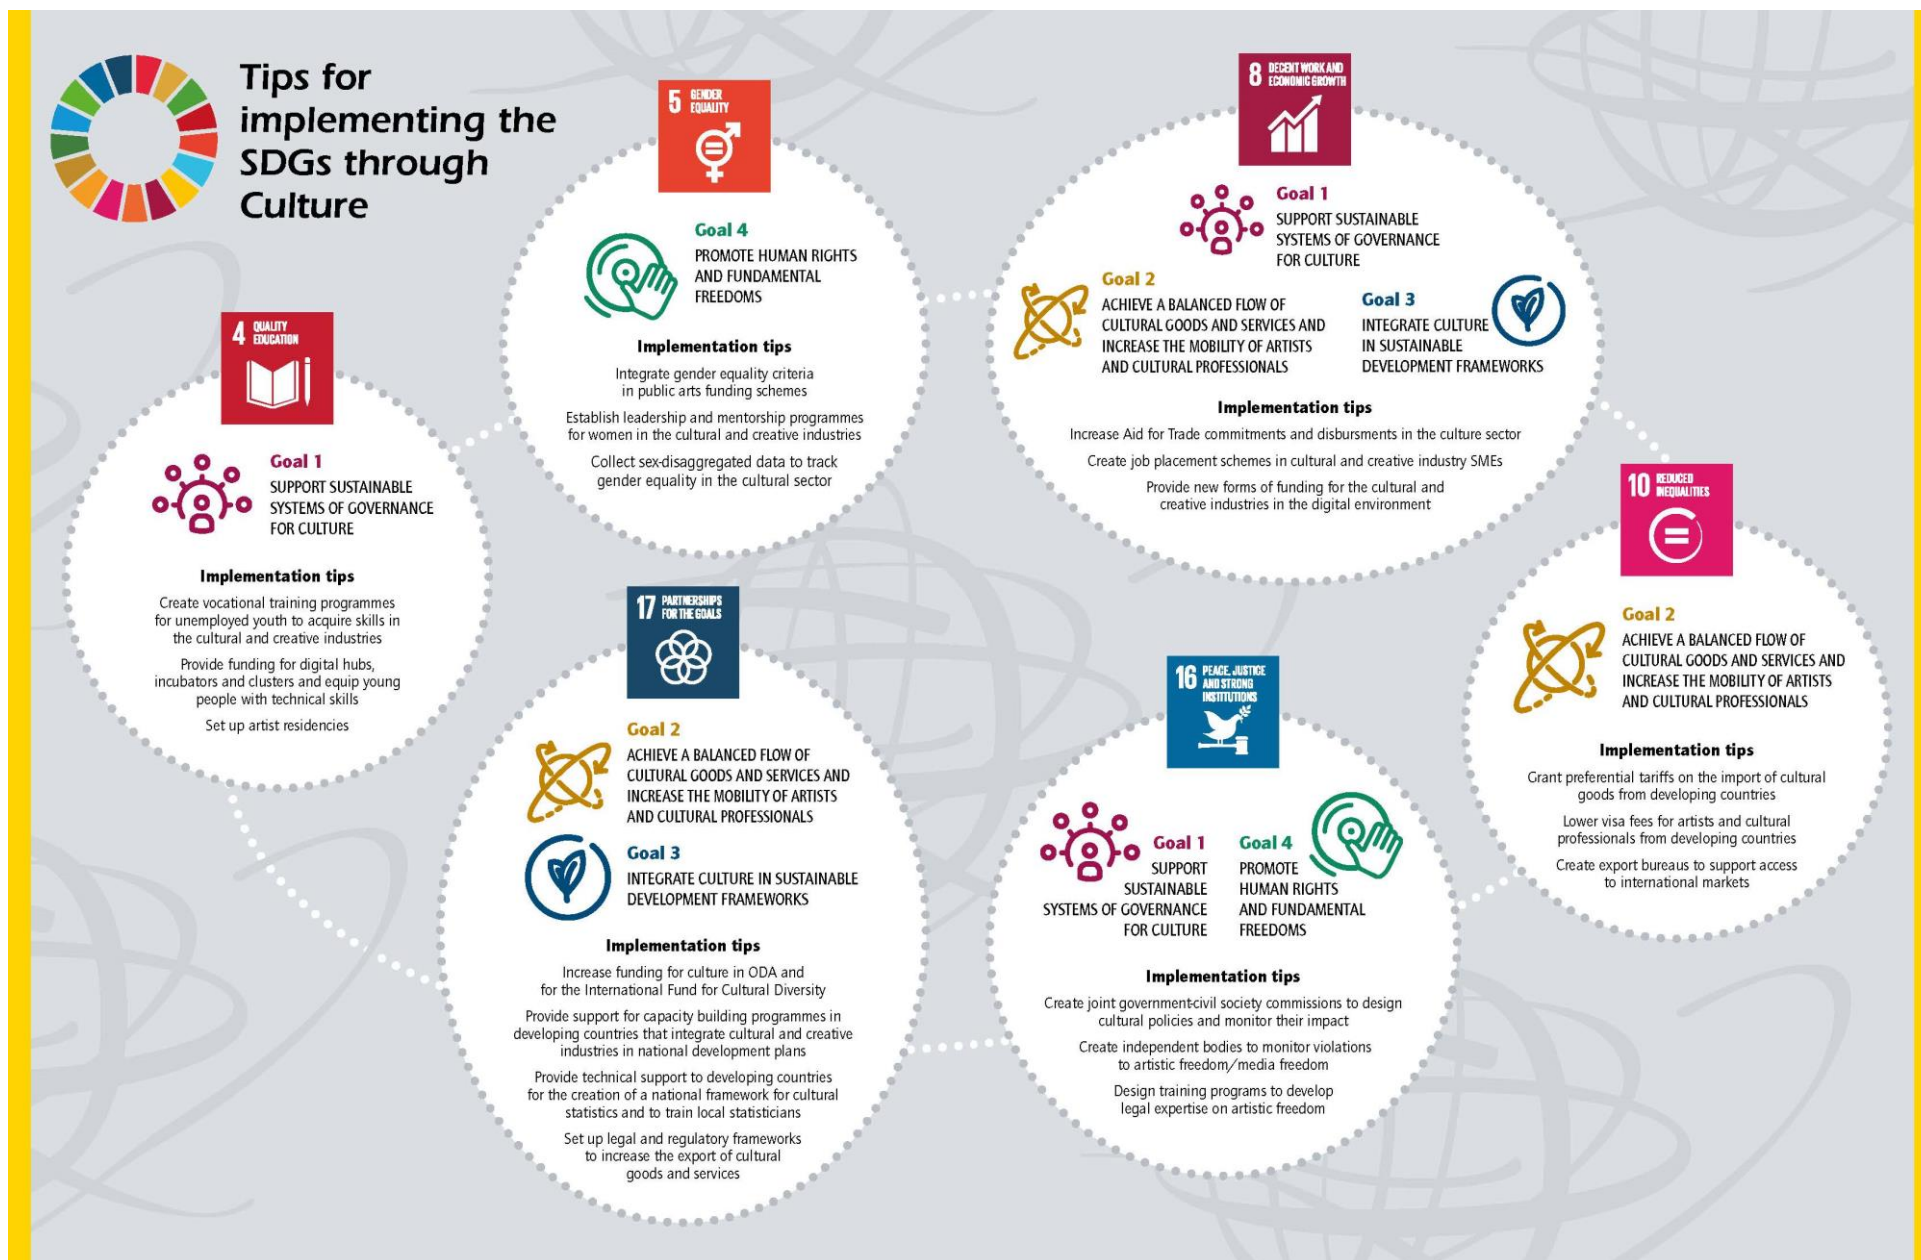 Tips for
implementing the
SDGs through
Culture
4 QUALITY
EDUCATION
Goal 1
SUPPORT SUSTAINABLE
SYSTEMS OF GOVERNANCE
FOR CULTURE
Implementation tips
Create vocational training programmes
for unemployed youth to acquire skills in
the cultural and creative industries
Provide funding for digital hubs,
incubators and clusters and equip young
people with technical skills
Set up artist residencies
5 GENDER
EQUALITY
Goal 4
PROMOTE HUMAN RIGHTS
AND FUNDAMENTAL
FREEDOMS
Implementation tips
Integrate gender equality criteria
in public arts funding schemes
Establish leadership and mentorship programmes
for women in the cultural and creative industries
Collect sex-disaggregated data to track
gender equality in the cultural sector
8 DECENT WORK AND
ECONOMIC GROWTH
Goal 1
SUPPORT SUSTAINABLE
SYSTEMS OF GOVERNANCE
FOR CULTURE
Goal 2
ACHIEVE A BALANCED FLOW OF
CULTURAL GOODS AND SERVICES AND
INCREASE THE MOBILITY OF ARTISTS
AND CULTURAL PROFESSIONALS
Goal 3
INTEGRATE CULTURE
IN SUSTAINABLE
DEVELOPMENT FRAMEWORKS
Implementation tips
Increase Aid for Trade commitments and disbursments in the culture sector
Create job placement schemes in cultural and creative industry SMEs
Provide new forms of funding for the cultural and
creative industries in the digital environment
10 REDUCED
INEQUALITIES
Goal 2
ACHIEVE A BALANCED FLOW OF
CULTURAL GOODS AND SERVICES AND
INCREASE THE MOBILITY OF ARTISTS
AND CULTURAL PROFESSIONALS
Implementation tips
Grant preferential tariffs on the import of cultural
goods from developing countries
Lower visa fees for artists and cultural
professionals from developing countries
Create export bureaus to support access
to international markets
16 PEACE, JUSTICE
AND STRONG
INSTITUTIONS
Goal 1
SUPPORT
SUSTAINABLE
SYSTEMS OF GOVERNANCE
FOR CULTURE
Goal 4
PROMOTE
HUMAN RIGHTS
AND FUNDAMENTAL
FREEDOMS
Implementation tips
Create joint government-civil society commissions to design
cultural policies and monitor their impact
Create independent bodies to monitor violations
to artistic freedom/media freedom
Design training programs to develop
legal expertise on artistic freedom
17 PARTNERSHIPS
FOR THE GOALS
Goal 2
ACHIEVE A BALANCED FLOW OF
CULTURAL GOODS AND SERVICES AND
INCREASE THE MOBILITY OF ARTISTS
AND CULTURAL PROFESSIONALS
Goal 3
INTEGRATE CULTURE IN SUSTAINABLE
DEVELOPMENT FRAMEWORKS
Implementation tips
Increase funding for culture in ODA and
for the International Fund for Cultural Diversity
Provide support for capacity building programmes in
developing countries that integrate cultural and creative
industries in national development plans
Provide technical support to developing countries
for the creation of a national framework for cultural
statistics and to train local statisticians
Set up legal and regulatory frameworks
to increase the export of cultural
goods and services